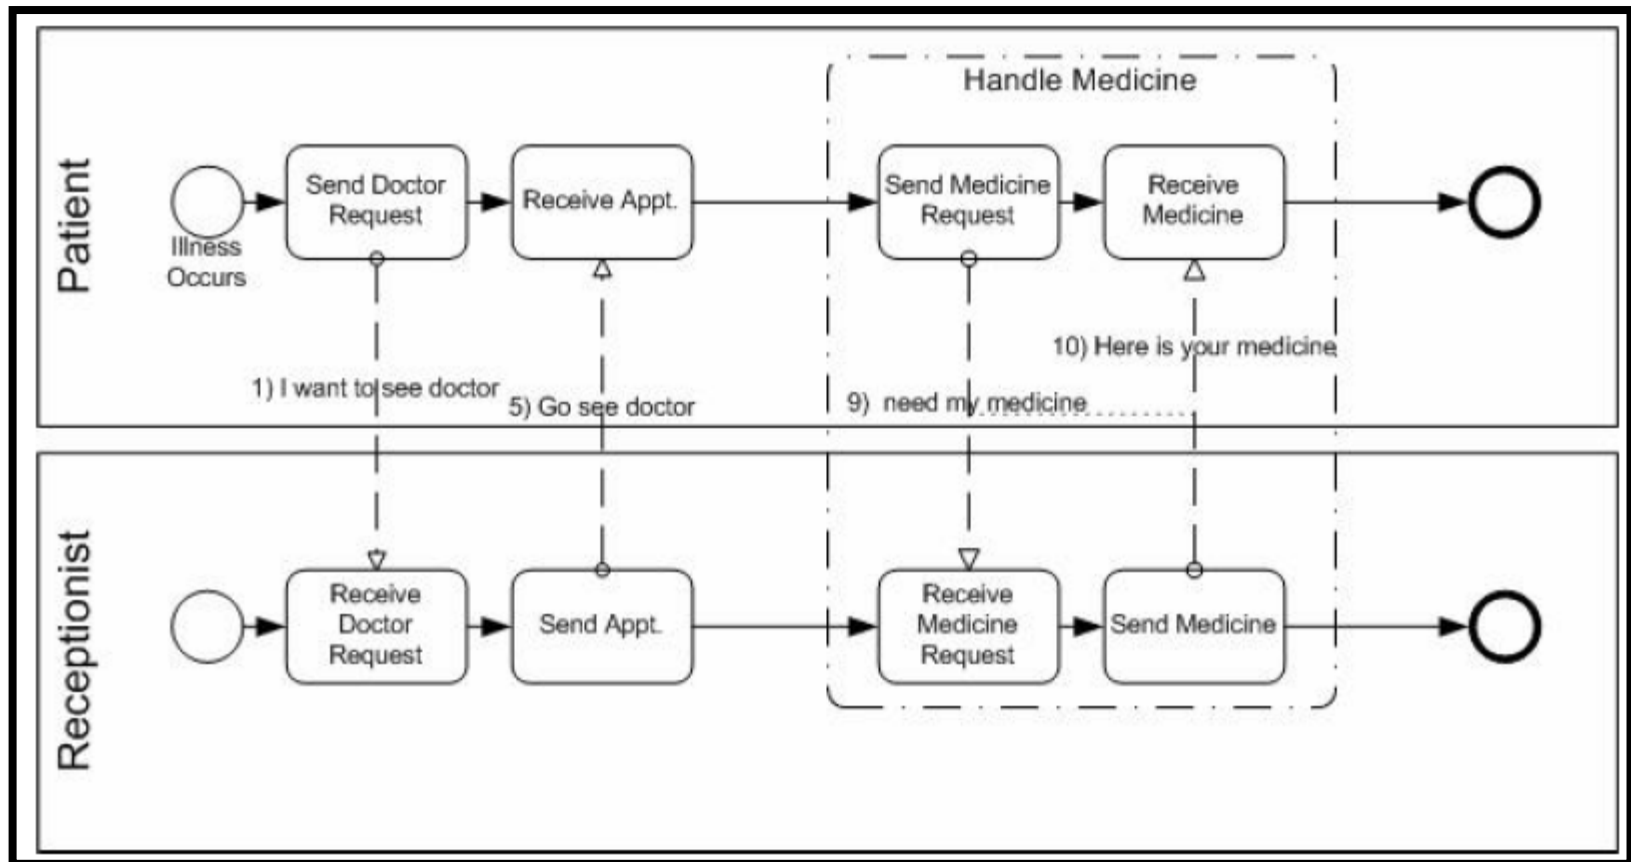 Patient
Handle Medicine
Illness
Occurs
Send Doctor
Request
Receive Appt.
Send Medicine
Request
Receive
Medicine
1) I want to see doctor
5) Go see doctor
9) need my medicine
10) Here is your medicine
Receptionist
Receive
Doctor
Request
Send Appt.
Receive
Medicine
Request
Send Medicine